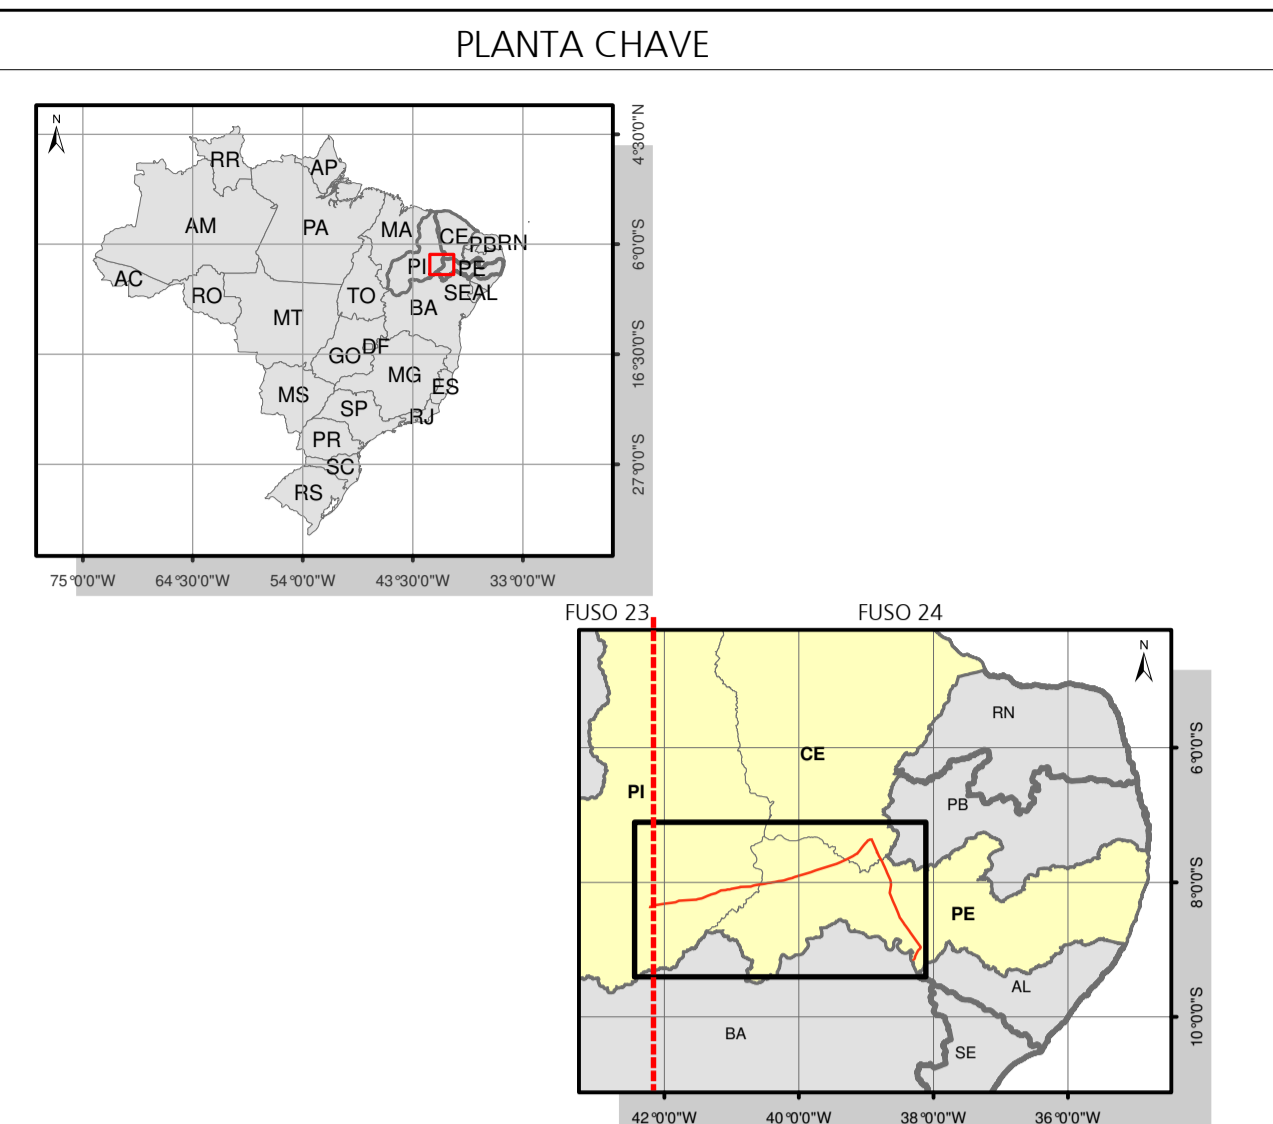 PLANTA CHAVE
N
4°30'0"N
RR
AP
AM
PA
MA
CE
PB
RN
6°0'0"S
PI
PE
AC
RO
TO
SE
AL
MT
BA
16°30'0"S
GO
DF
MG
ES
MS
SP
RJ
PR
SC
27°0'0"S
RS
75°0'0"W 64°30'0"W 54°0'0"W 43°30'0"W 33°0'0"W
FUSO 23 FUSO 24
N
RN
6°0'0"S
CE
PI
PB
8°0'0"S
PE
AL
10°0'0"S
BA
SE
42°0'0"W 40°0'0"W 38°0'0"W 36°0'0"W